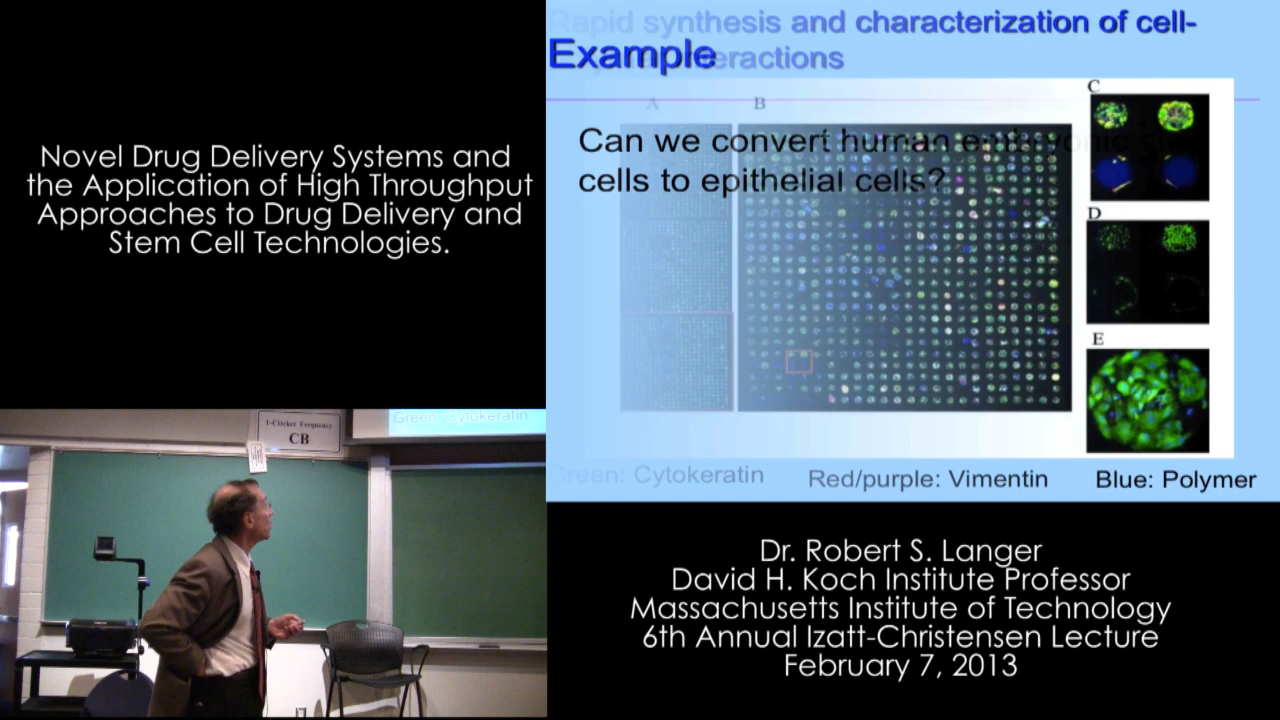 Novel Drug Delivery Systems and
the Application of High Throughput
Approaches to Drug Delivery and
Stem Cell Technologies.
Rapid synthesis and characterization of cell-
Example
eractions
A
B
C
Can we convert human embryonic
cells to epithelial cells?
D
E
Green: Cytokeratin
Red/purple: Vimentin
Blue: Polymer
Green: Cytokeratin
1-Clicker Frequency
CB
Dr. Robert S. Langer
David H. Koch Institute Professor
Massachusetts Institute of Technology
6th Annual Izatt-Christensen Lecture
February 7, 2013